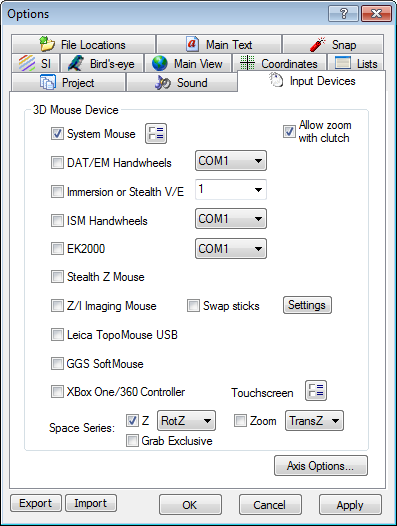 Options
File Locations Main Text Snap
SI Bird's-eye Main View Coordinates Lists
Project Sound Input Devices
3D Mouse Device
System Mouse
Allow zoom
with clutch
DAT/EM Handwheels COM1
Immersion or Stealth V/E 1
ISM Handwheels COM1
EK2000 COM1
Stealth Z Mouse
Z/I Imaging Mouse Swap sticks Settings
Leica TopoMouse USB
GGS SoftMouse
XBox One/360 Controller Touchscreen
Space Series: Z RotZ Zoom TransZ
Grab Exclusive
Axis Options...
Export Import OK Cancel Apply